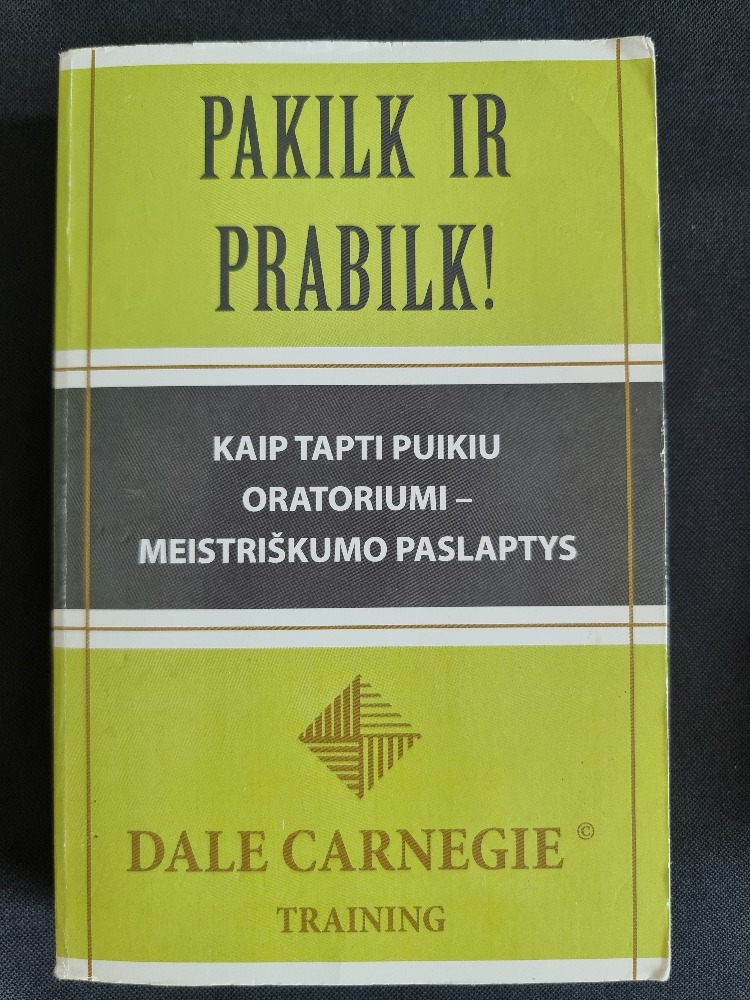 PAKILK IR
PRABILK!
KAIP TAPTI PUIKIU
ORATORIUMI –
MEISTRIŠKUMO PASLAPTYS
DALE CARNEGIE ©
TRAINING